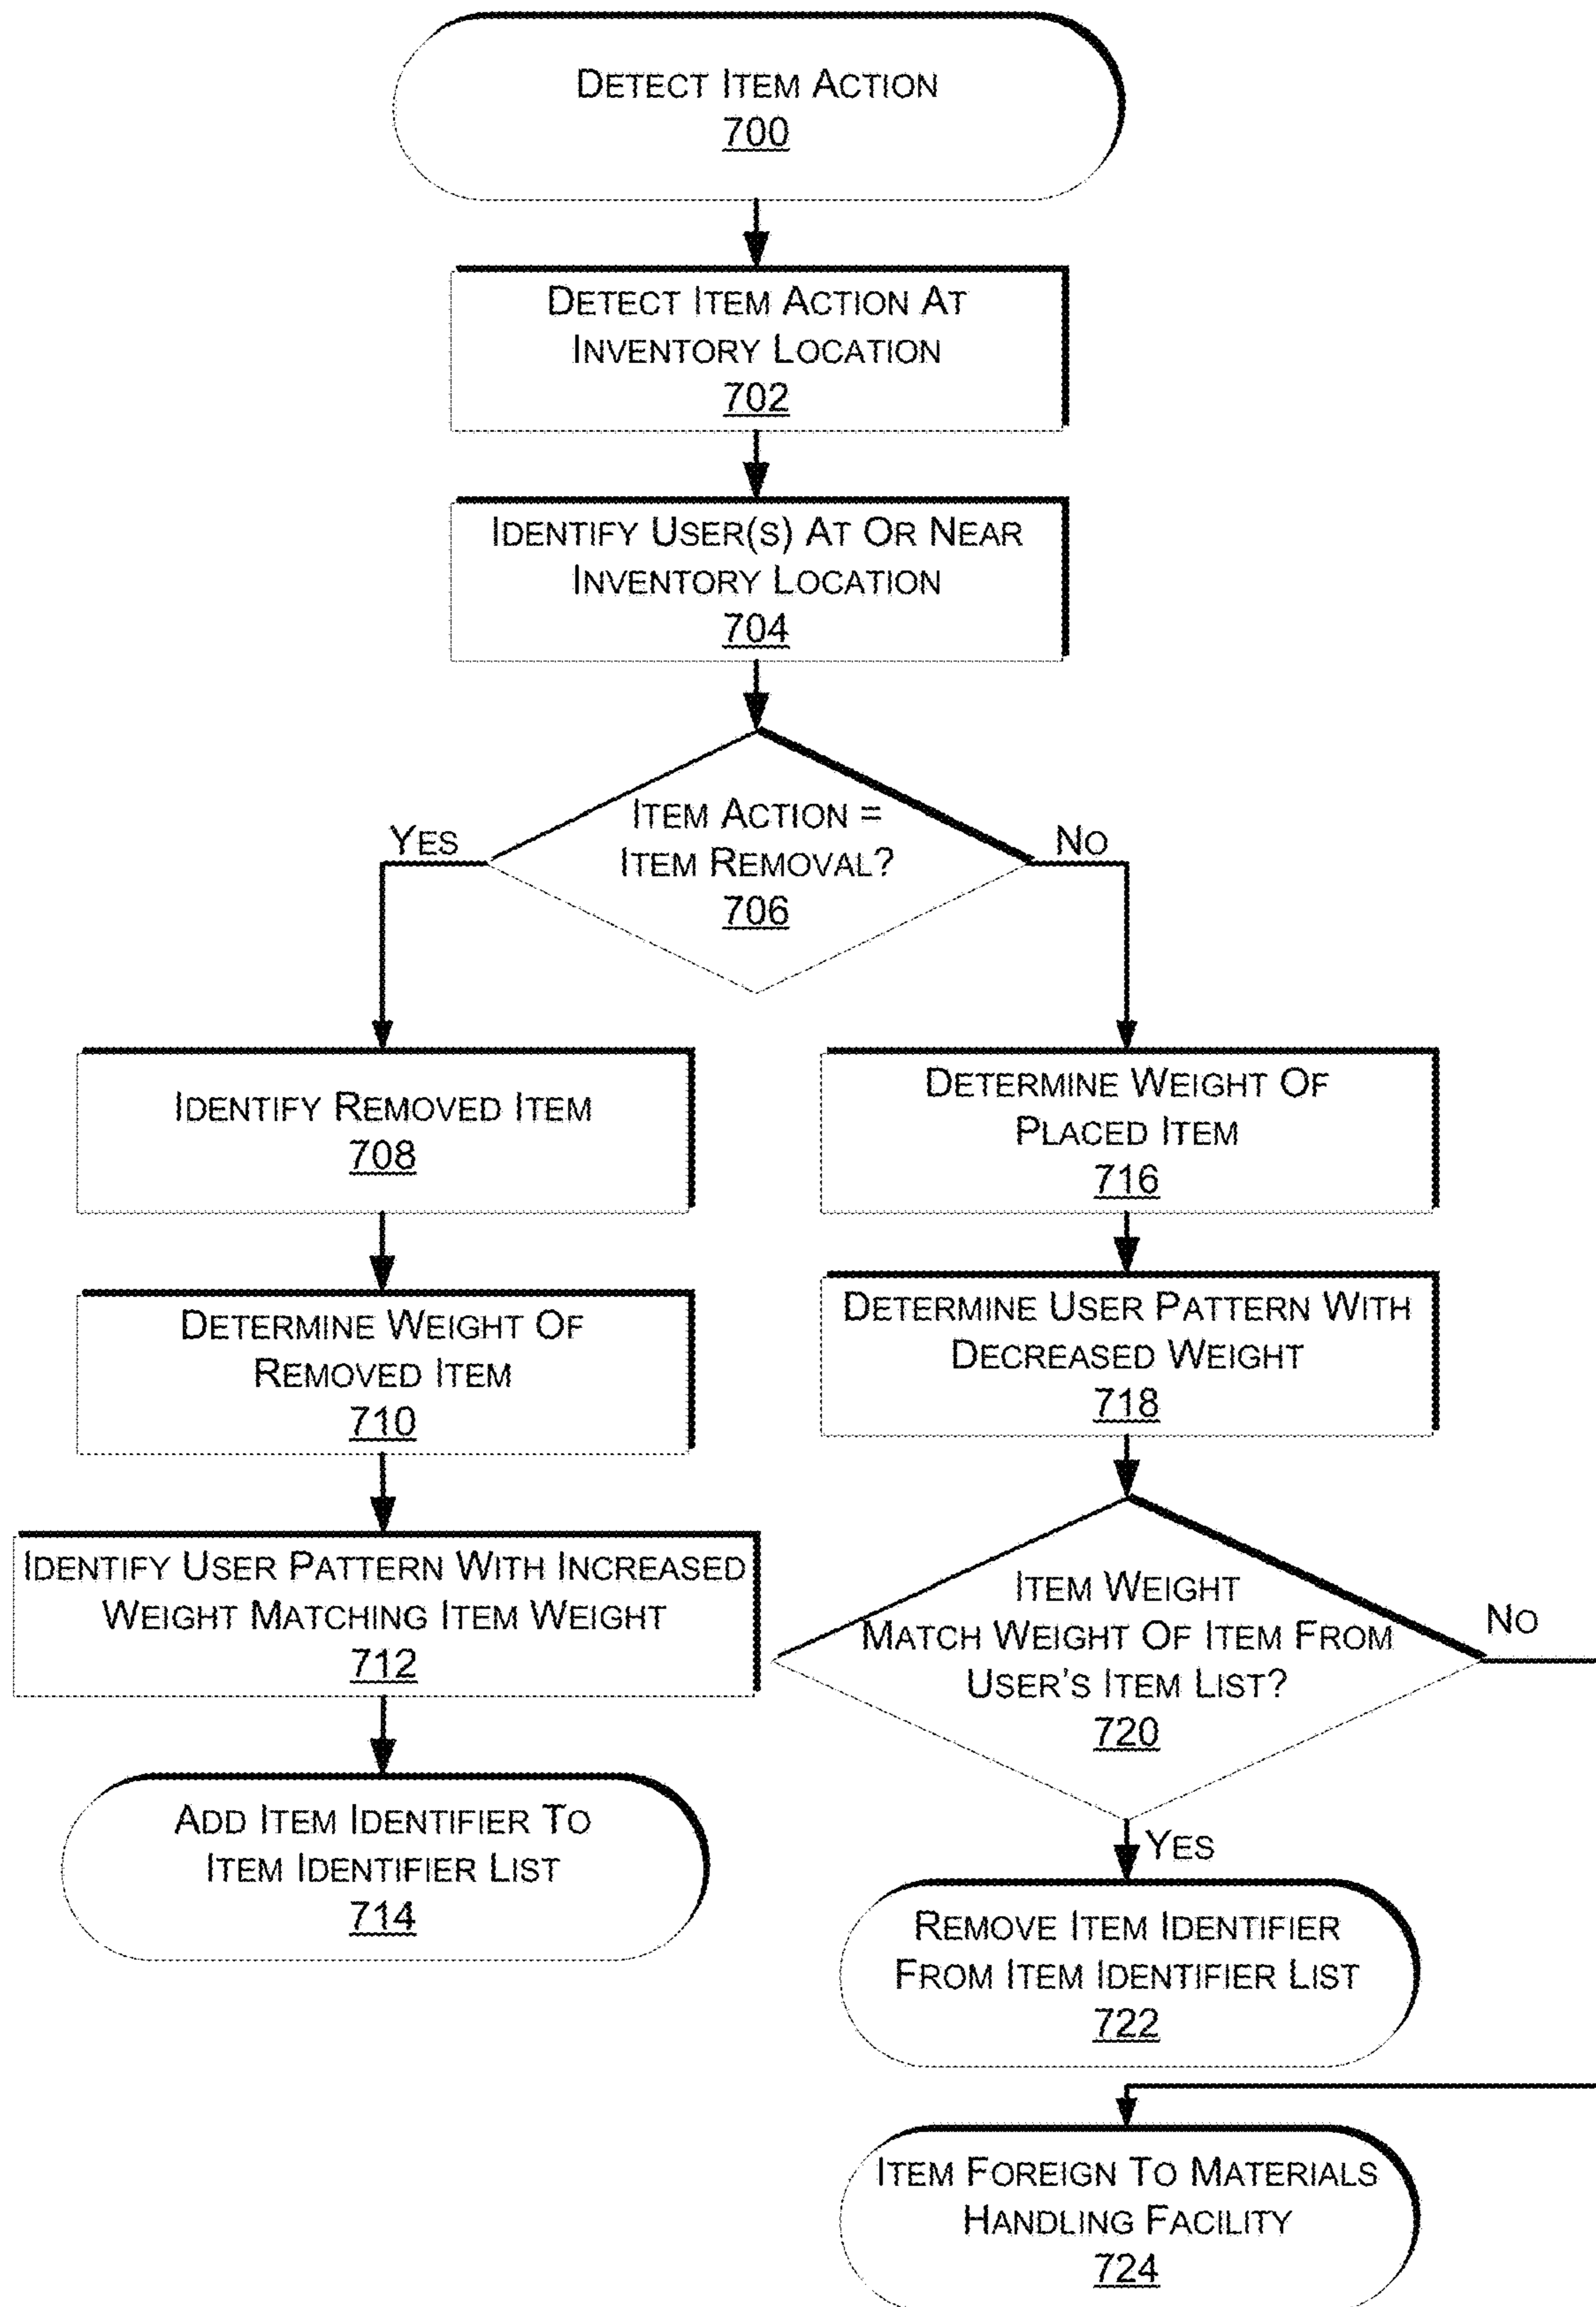 DETECT ITEM ACTION
700
DETECT ITEM ACTION AT
INVENTORY LOCATION
702
IDENTIFY USER(S) AT OR NEAR
INVENTORY LOCATION
704
ITEM ACTION =
ITEM REMOVAL?
706
YES
NO
IDENTIFY REMOVED ITEM
708
DETERMINE WEIGHT OF
REMOVED ITEM
710
IDENTIFY USER PATTERN WITH INCREASED
WEIGHT MATCHING ITEM WEIGHT
712
ADD ITEM IDENTIFIER TO
ITEM IDENTIFIER LIST
714
DETERMINE WEIGHT OF
PLACED ITEM
716
DETERMINE USER PATTERN WITH
DECREASED WEIGHT
718
ITEM WEIGHT
MATCH WEIGHT OF ITEM FROM
USER'S ITEM LIST?
720
NO
YES
REMOVE ITEM IDENTIFIER
FROM ITEM IDENTIFIER LIST
722
ITEM FOREIGN TO MATERIALS
HANDLING FACILITY
724